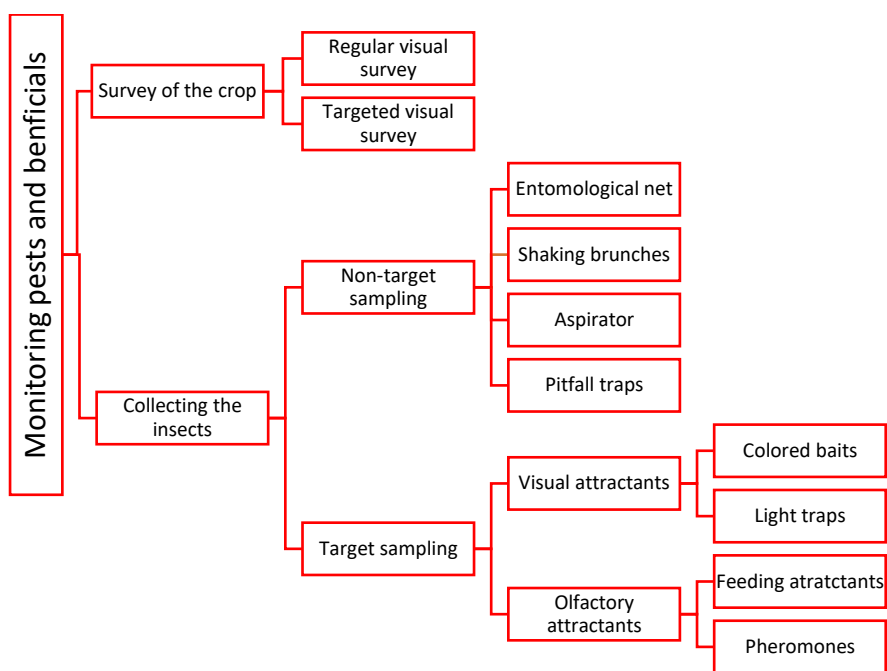 Monitoring pests and benficials
Survey of the crop
Regular visual
survey
Targeted visual
survey
Collecting the
insects
Non-target
sampling
Entomological net
Shaking brunches
Aspirator
Pitfall traps
Target sampling
Visual attractants
Colored baits
Light traps
Olfactory
attractants
Feeding atratctants
Pheromones